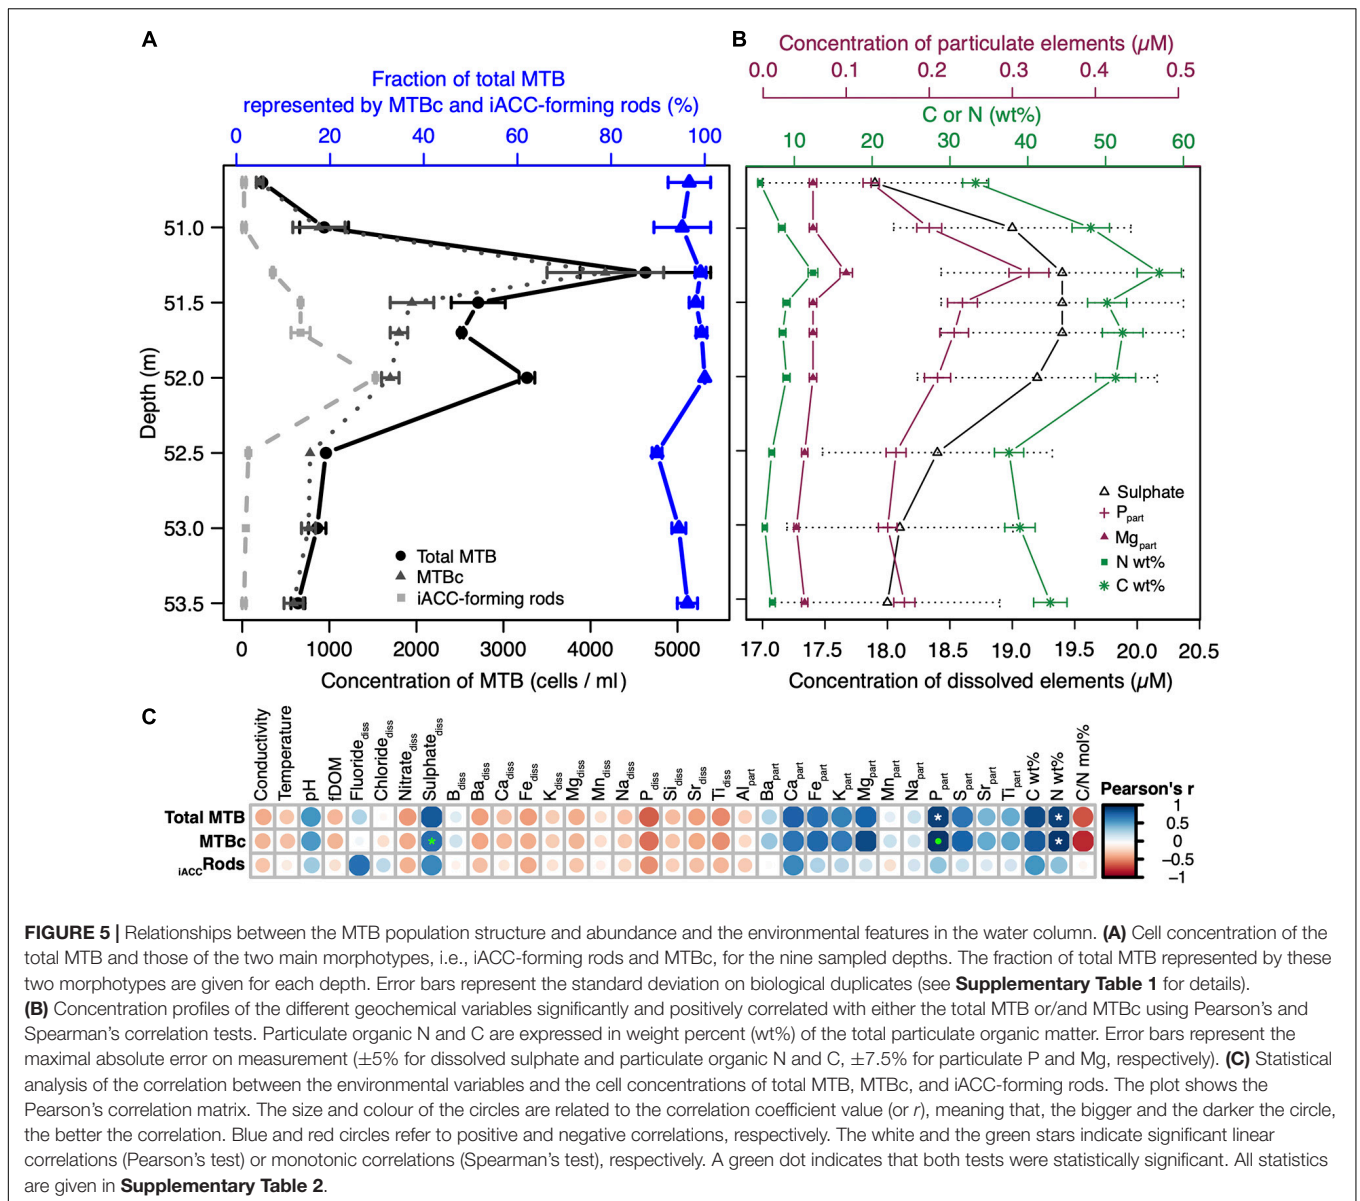 A
Fraction of total MTB
represented by MTBc and iACC-forming rods (%)
0 20 40 60 80 100
Depth (m)
51.0
51.5
52.0
52.5
53.0
53.5
Total MTB
MTBc
iACC-forming rods
0 1000 2000 3000 4000 5000
Concentration of MTB (cells / ml)
B
Concentration of particulate elements (µM)
0.0 0.1 0.2 0.3 0.4 0.5
C or N (wt%)
10 20 30 40 50 60
Sulphate
Ppart
Mgpart
N wt%
C wt%
17.0 17.5 18.0 18.5 19.0 19.5 20.0 20.5
Concentration of dissolved elements (µM)
C
Conductivity
Temperature
pH
fDOM
Fluoridediss
Chloridediss
Nitratediss
Sulphatediss
Bdiss
Badiss
Cadiss
Fediss
Kdiss
Mgdiss
Mndiss
Nadiss
Pdiss
Sidiss
Srdiss
Tidiss
Alpart
Bapart
Capart
Fepart
Kpart
Mgpart
Mnpart
Napart
Ppart
Spart
Srpart
Tipart
C wt%
N wt%
C/N mol%
Total MTB
MTBc
iACCRods
Pearson's r
1
0.5
0
−0.5
−1
FIGURE 5 | Relationships between the MTB population structure and abundance and the environmental features in the water column. (A) Cell concentration of the
total MTB and those of the two main morphotypes, i.e., iACC-forming rods and MTBc, for the nine sampled depths. The fraction of total MTB represented by these
two morphotypes are given for each depth. Error bars represent the standard deviation on biological duplicates (see Supplementary Table 1 for details).
(B) Concentration profiles of the different geochemical variables significantly and positively correlated with either the total MTB or/and MTBc using Pearson's and
Spearman's correlation tests. Particulate organic N and C are expressed in weight percent (wt%) of the total particulate organic matter. Error bars represent the
maximal absolute error on measurement (±5% for dissolved sulphate and particulate organic N and C, ±7.5% for particulate P and Mg, respectively). (C) Statistical
analysis of the correlation between the environmental variables and the cell concentrations of total MTB, MTBc, and iACC-forming rods. The plot shows the
Pearson's correlation matrix. The size and colour of the circles are related to the correlation coefficient value (or r), meaning that, the bigger and the darker the circle,
the better the correlation. Blue and red circles refer to positive and negative correlations, respectively. The white and the green stars indicate significant linear
correlations (Pearson's test) or monotonic correlations (Spearman's test), respectively. A green dot indicates that both tests were statistically significant. All statistics
are given in Supplementary Table 2.